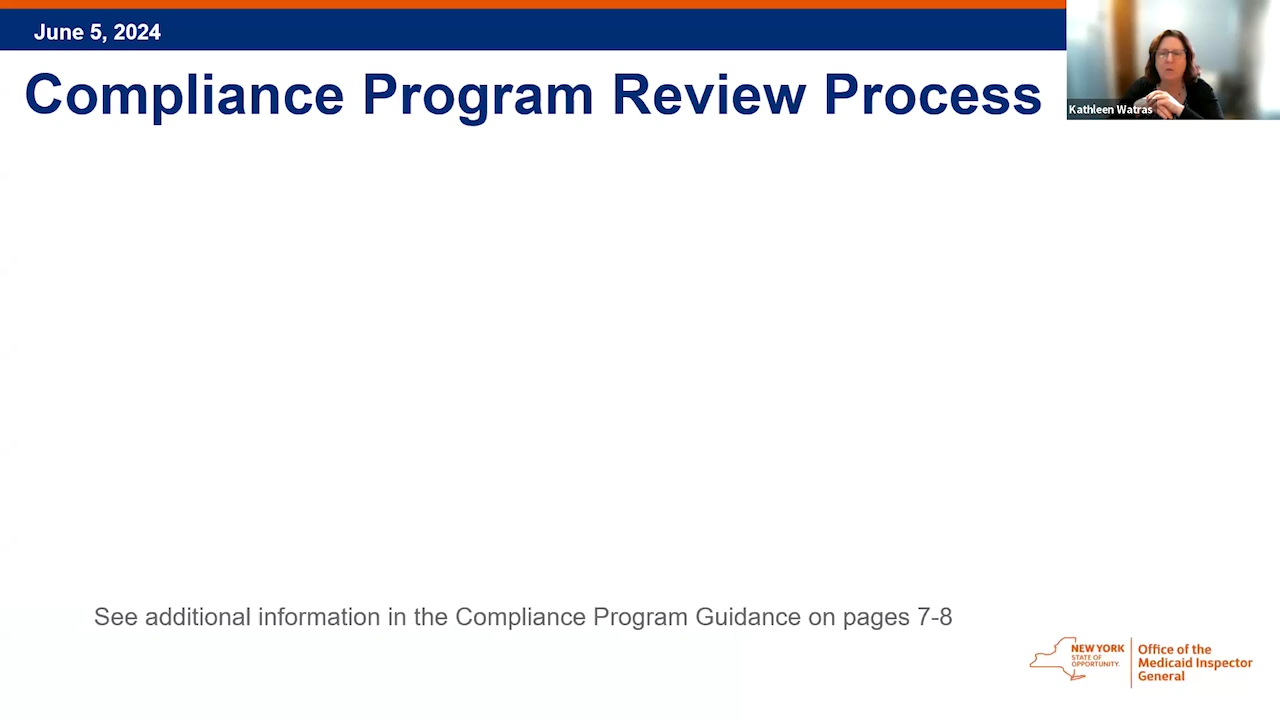 June 5, 2024
Compliance Program Review Process
Kathleen Watras
See additional information in the Compliance Program Guidance on pages 7-8
NEW YORK
STATE OF
OPPORTUNITY.
Office of the
Medicaid Inspector
General